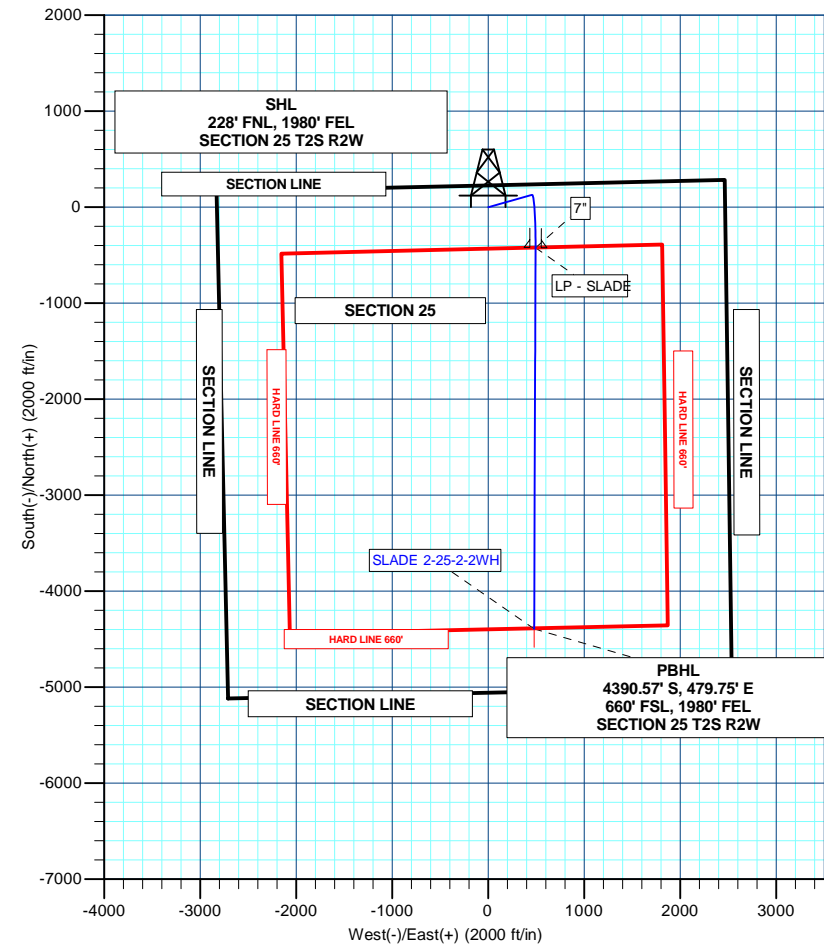 2000
1000
0
-1000
-2000
-3000
-4000
-5000
-6000
-7000
South(-)/North(+) (2000 ft/in)
SHL
228' FNL, 1980' FEL
SECTION 25 T2S R2W
SECTION LINE
7"
LP - SLADE
SECTION 25
SECTION LINE
HARD LINE 660'
HARD LINE 660'
SECTION LINE
SLADE 2-25-2-2WH
HARD LINE 660'
SECTION LINE
PBHL
4390.57' S, 479.75' E
660' FSL, 1980' FEL
SECTION 25 T2S R2W
-4000 -3000 -2000 -1000 0 1000 2000 3000
West(-)/East(+) (2000 ft/in)